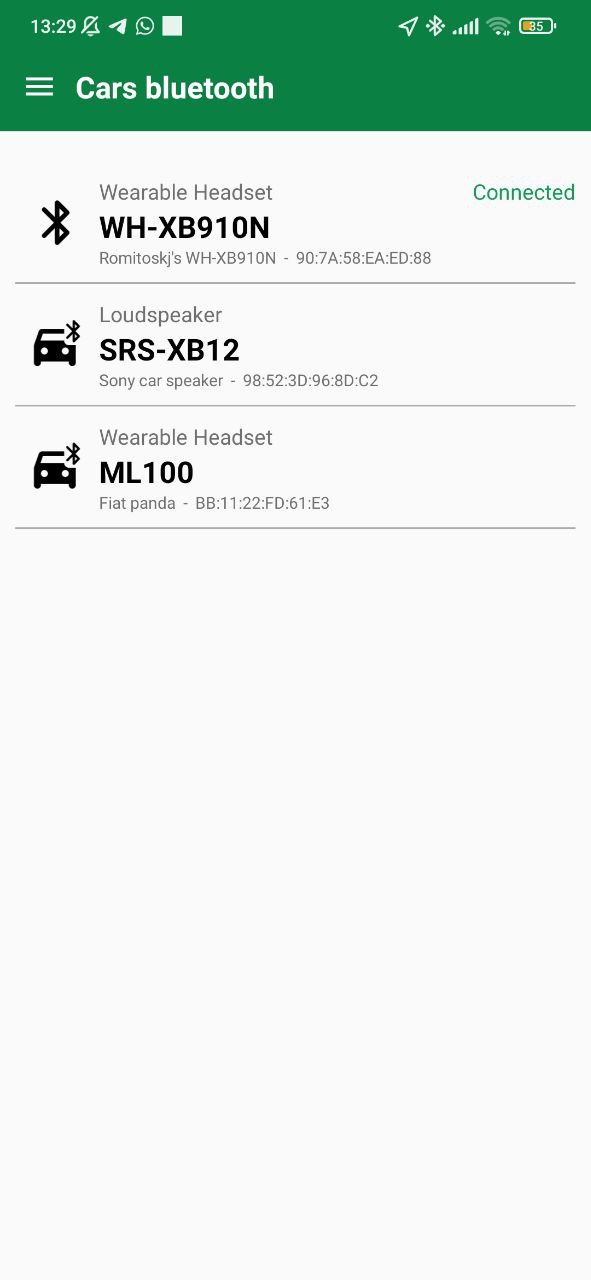 13:29 35
Cars bluetooth
Wearable Headset Connected
WH-XB910N
Romitoskj's WH-XB910N - 90:7A:58:EA:ED:88
Loudspeaker
SRS-XB12
Sony car speaker - 98:52:3D:96:8D:C2
Wearable Headset
ML100
Fiat panda - BB:11:22:FD:61:E3